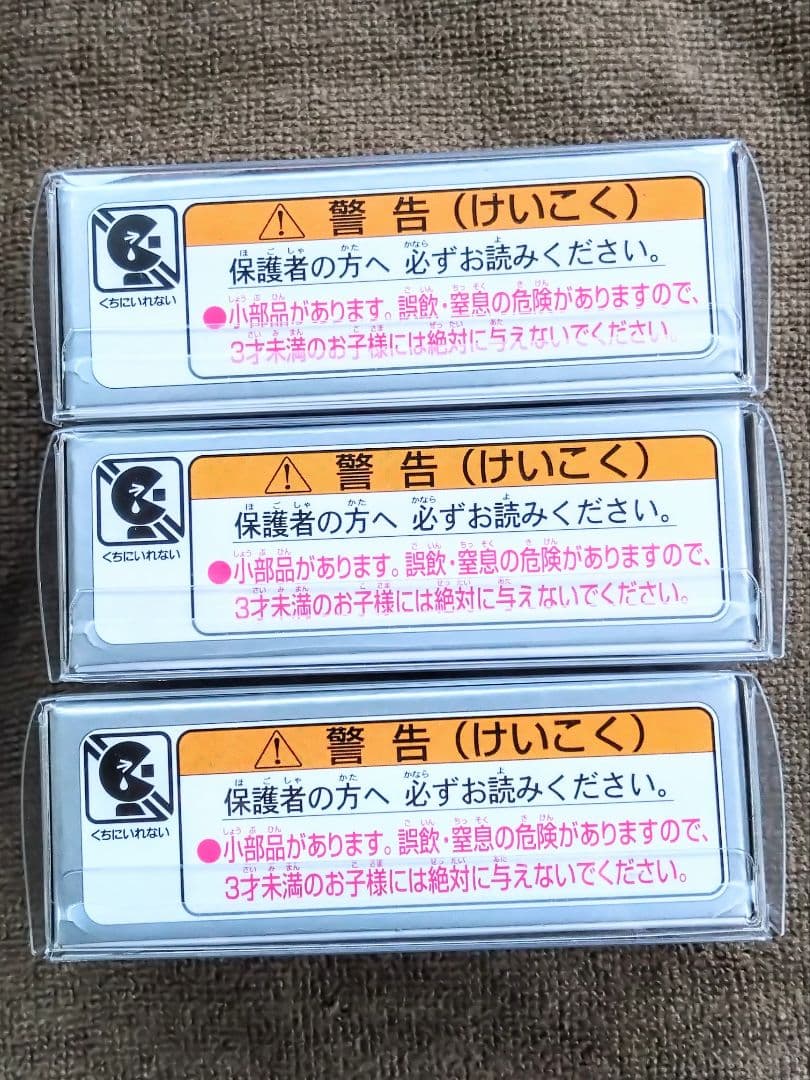 警告(けいこく)
保護者の方へ 必ずお読みください。
くちにいれない
●小部品があります。誤飲・窒息の危険がありますので、
3才未満のお子様には絶対に与えないでください。
警告(けいこく)
保護者の方へ 必ずお読みください。
くちにいれない
●小部品があります。誤飲・窒息の危険がありますので、
3才未満のお子様には絶対に与えないでください。
警告(けいこく)
保護者の方へ 必ずお読みください。
くちにいれない
●小部品があります。誤飲・窒息の危険がありますので、
3才未満のお子様には絶対に与えないでください。